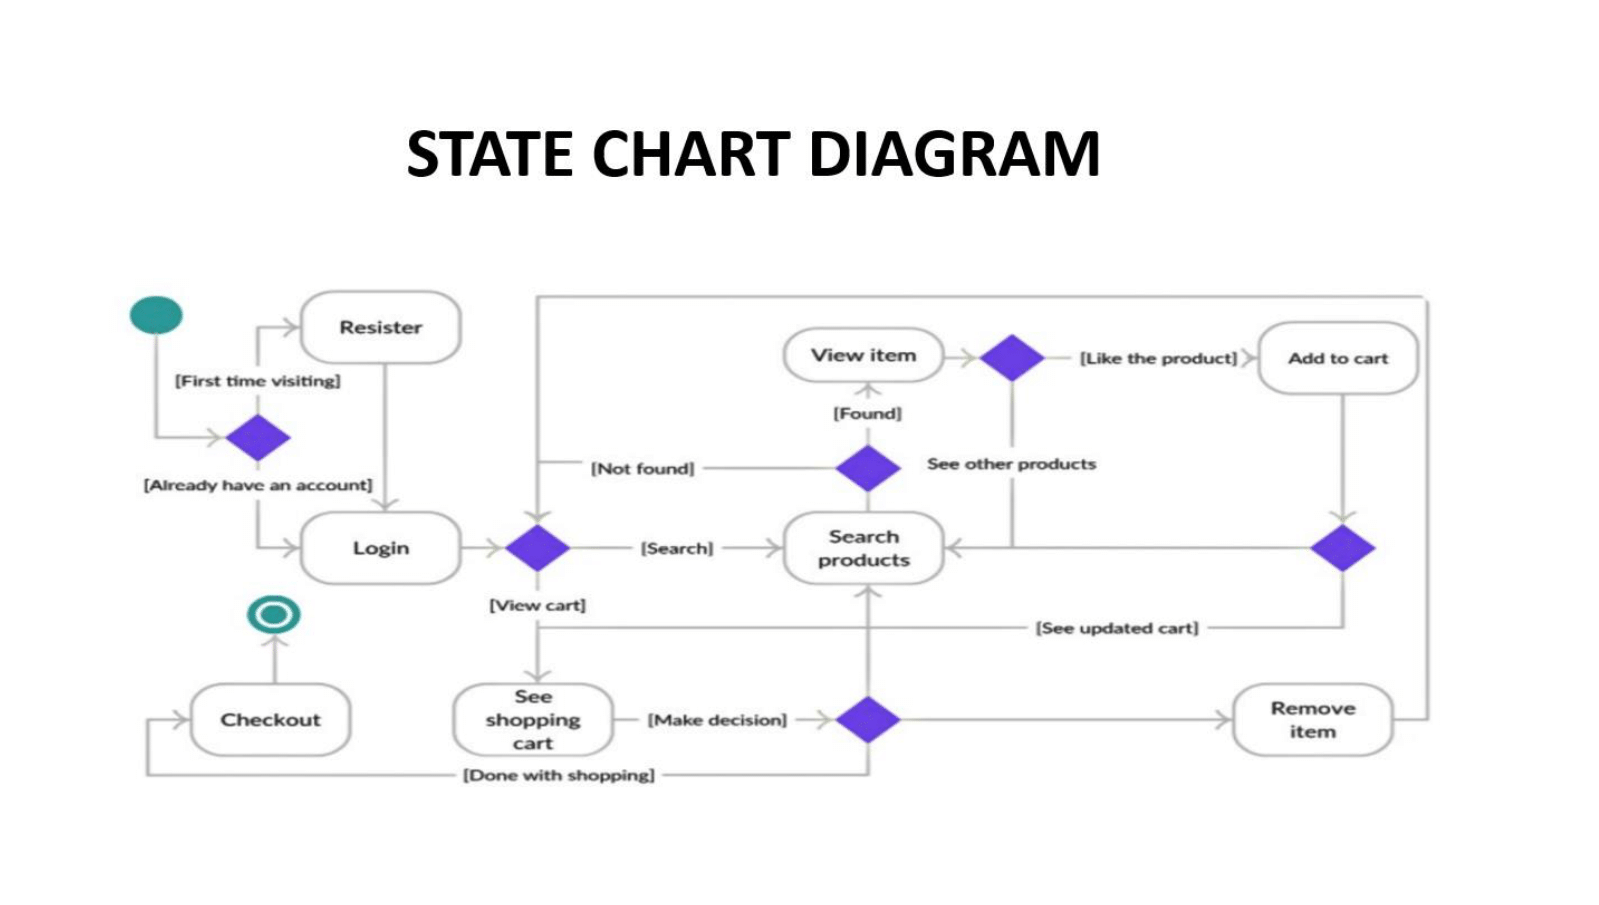 STATE CHART DIAGRAM
Resister
View item
[Like the product]
Add to cart
[First time visiting]
[Found]
[Not found]
See other products
[Already have an account]
Login
[Search]
Search
products
[View cart]
[See updated cart]
Checkout
See
shopping
cart
[Make decision]
Remove
item
[Done with shopping]